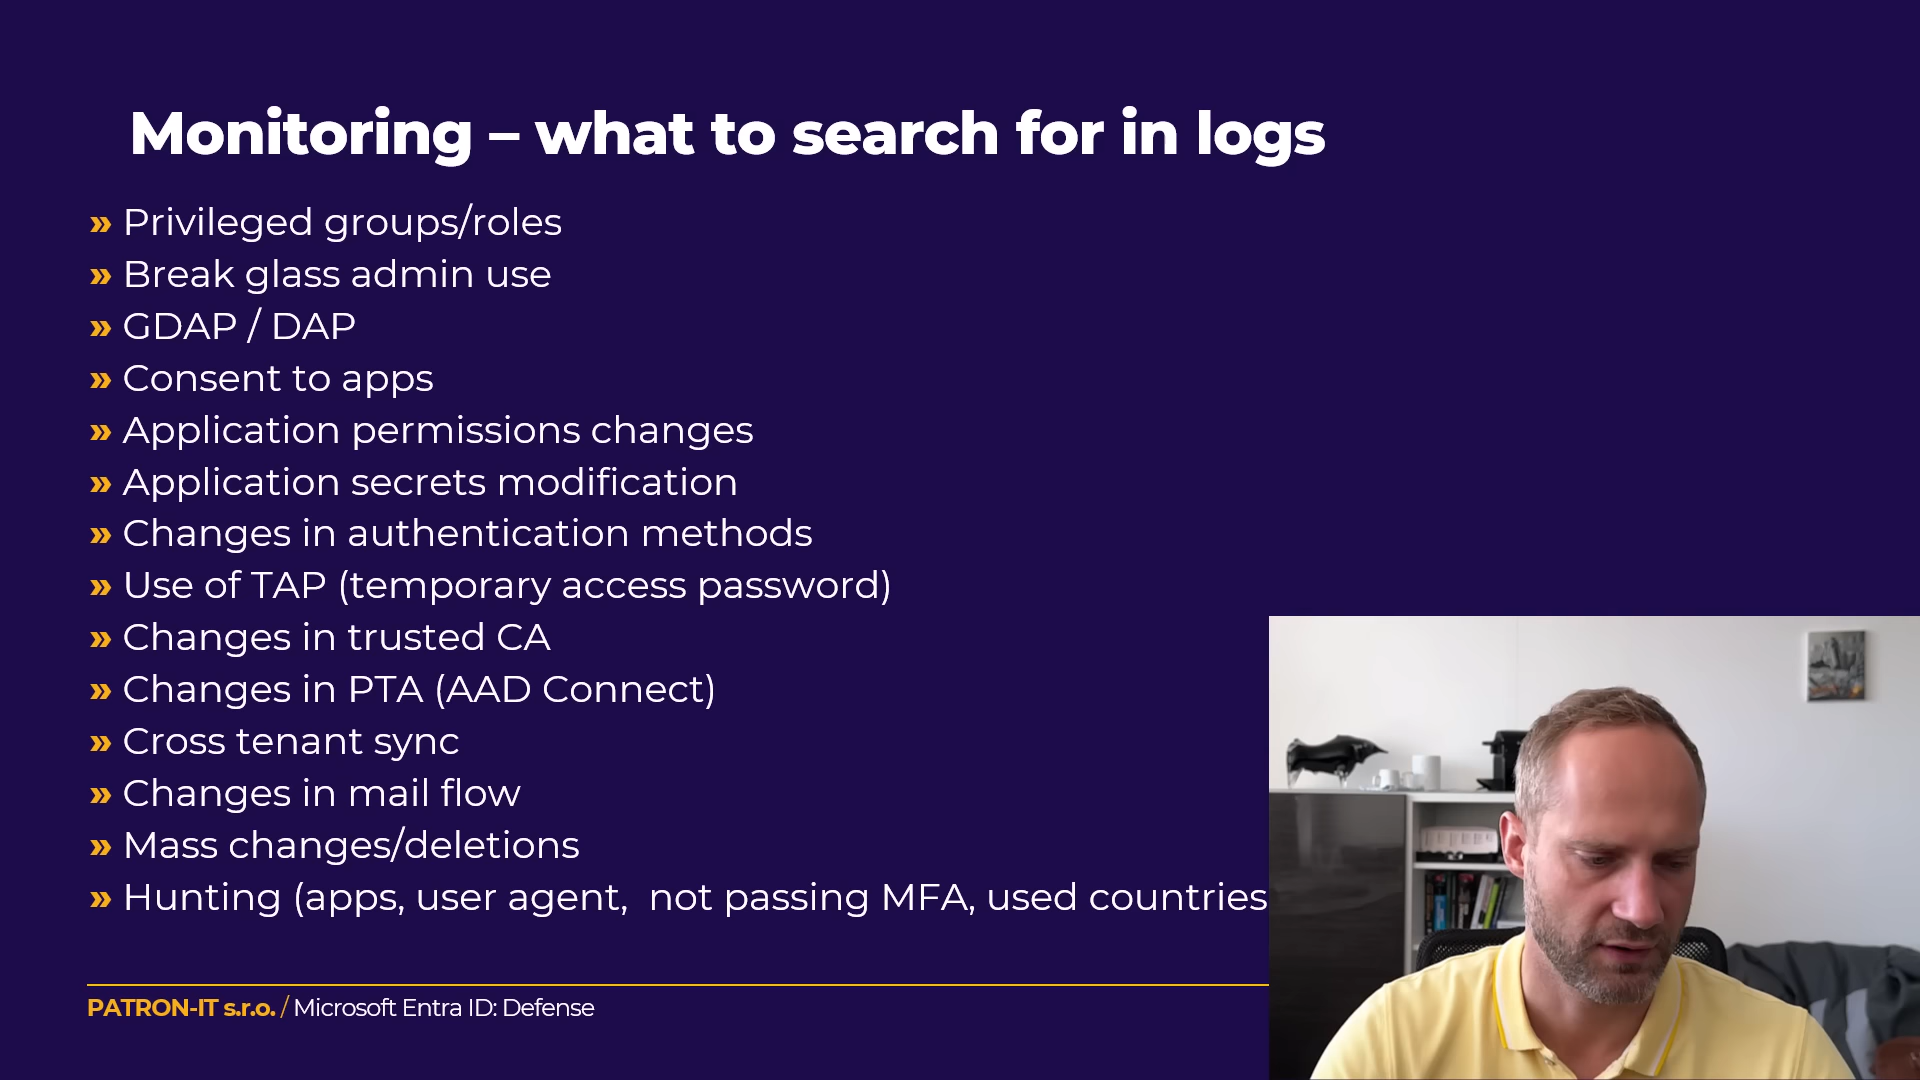 Monitoring – what to search for in logs
» Privileged groups/roles
» Break glass admin use
» GDAP / DAP
» Consent to apps
» Application permissions changes
» Application secrets modification
» Changes in authentication methods
» Use of TAP (temporary access password)
» Changes in trusted CA
» Changes in PTA (AAD Connect)
» Cross tenant sync
» Changes in mail flow
» Mass changes/deletions
» Hunting (apps, user agent,  not passing MFA, used countries
PATRON-IT s.r.o. / Microsoft Entra ID: Defense